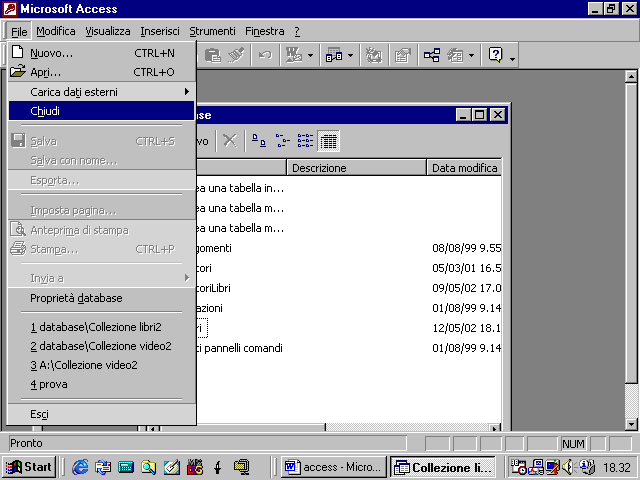 Microsoft Access
File Modifica Visualizza Inserisci Strumenti Finestra ?
Nuovo... CTRL+N
Apri... CTRL+O
Carica dati esterni
Chiudi
Salva CTRL+S
Salva con nome...
Esporta...
Imposta pagina...
Anteprima di stampa
Stampa... CTRL+P
Invia a
Proprietà database
1 database\Collezione libri2
2 database\Collezione video2
3 A:\Collezione video2
4 prova
Esci
ase
vo
Descrizione Data modifica
ea una tabella in...
ea una tabella m...
ea una tabella m...
gomenti 08/08/99 9.55
tori 05/03/01 16.5
toriLibri 09/05/02 17.0
azioni 01/08/99 9.14
ri 12/05/02 18.1
ti pannelli comandi 01/08/99 9.14
Pronto NUM
Start access - Micro... Collezione li... 18.32